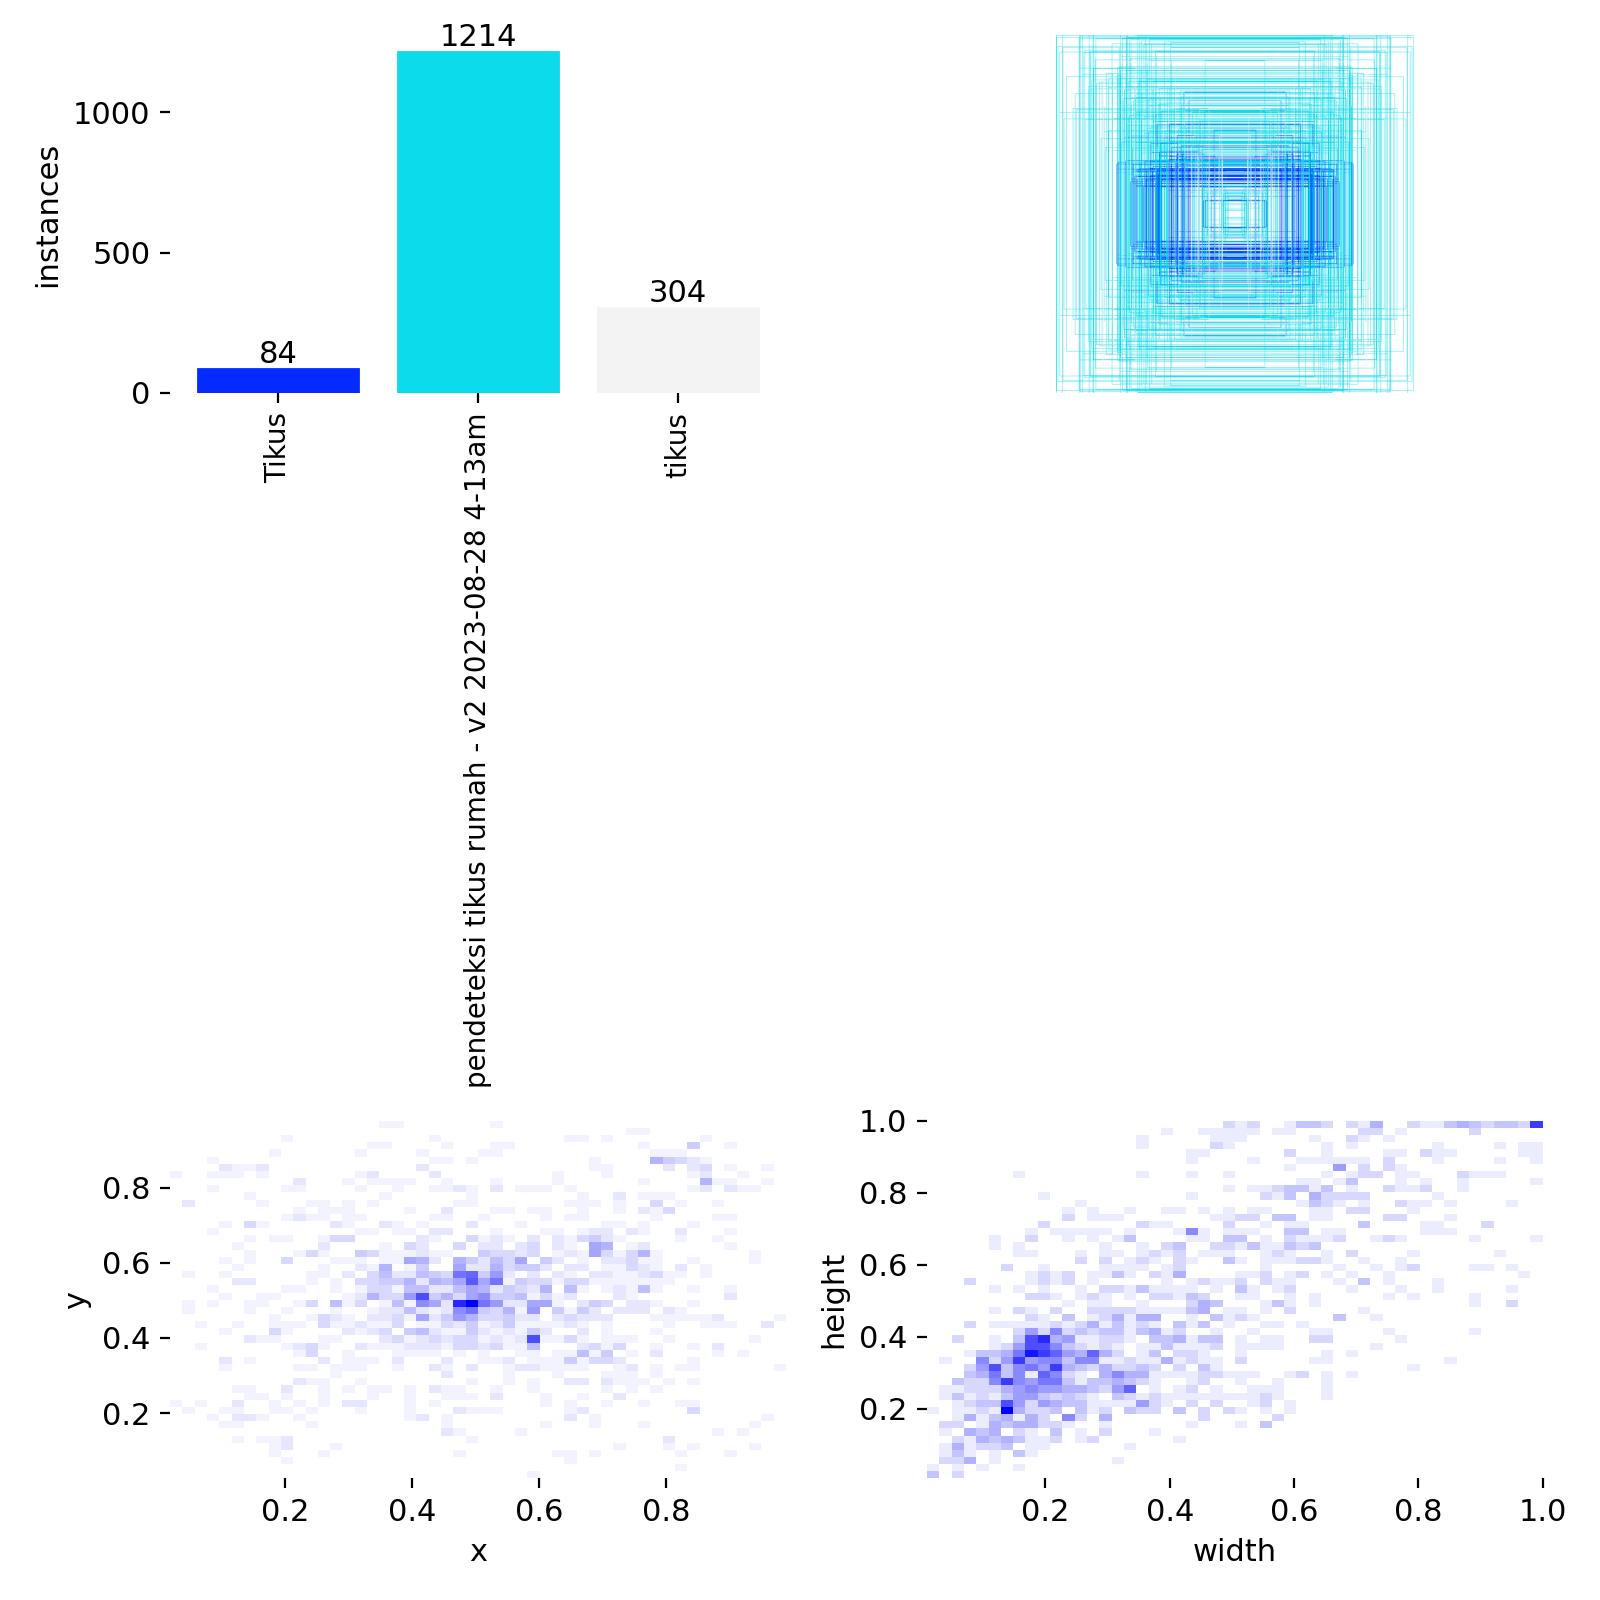 1214
1000
500
0
instances
84
304
Tikus
pendeteksi tikus rumah - v2 2023-08-28 4-13am
tikus
0.8
0.6
0.4
0.2
y
0.2 0.4 0.6 0.8
x
1.0
0.8
0.6
0.4
0.2
height
0.2 0.4 0.6 0.8 1.0
width